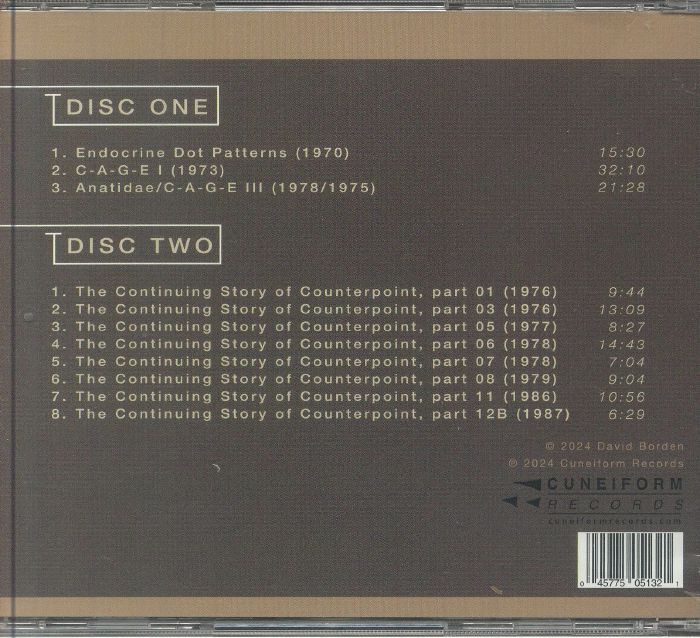 DISC ONE
1. Endocrine Dot Patterns (1970) 15:30
2. C-A-G-E I (1973) 32:10
3. Anatidae/C-A-G-E III (1978/1975) 21:28
DISC TWO
1. The Continuing Story of Counterpoint, part 01 (1976) 9:44
2. The Continuing Story of Counterpoint, part 03 (1976) 13:09
3. The Continuing Story of Counterpoint, part 05 (1977) 8:27
4. The Continuing Story of Counterpoint, part 06 (1978) 14:43
5. The Continuing Story of Counterpoint, part 07 (1978) 7:04
6. The Continuing Story of Counterpoint, part 08 (1979) 9:04
7. The Continuing Story of Counterpoint, part 11 (1986) 10:56
8. The Continuing Story of Counterpoint, part 12B (1987) 6:29
© 2024 David Borden
℗ 2024 Cuneiform Records
CUNEIFORM
RECORDS
cuneiformrecords.com
0 45775 05132 1